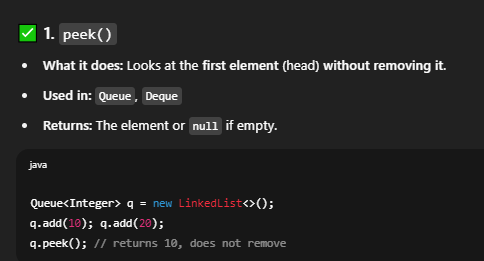 ✅ 1. peek()
• What it does: Looks at the first element (head) without removing it.
• Used in: Queue, Deque
• Returns: The element or null if empty.
java
Queue<Integer> q = new LinkedList<>();
q.add(10); q.add(20);
q.peek(); // returns 10, does not remove